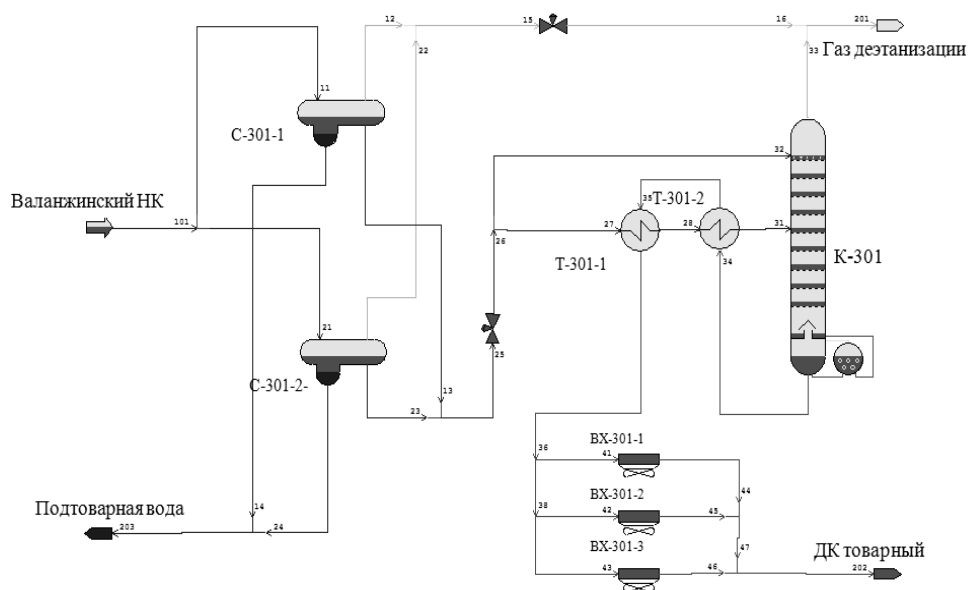 12
15
16
201
22
33
Газ деэтанизации
11
С-301-1
32
Валанжинский НК
35
Т-301-2
101
26
27
28
31
Т-301-1
34
К-301
21
25
С-301-2-
13
23
ВХ-301-1
36
41
44
ВХ-301-2
Подтоварная вода
14
38
42
45
203
24
ВХ-301-3
47
ДК товарный
43
46
202